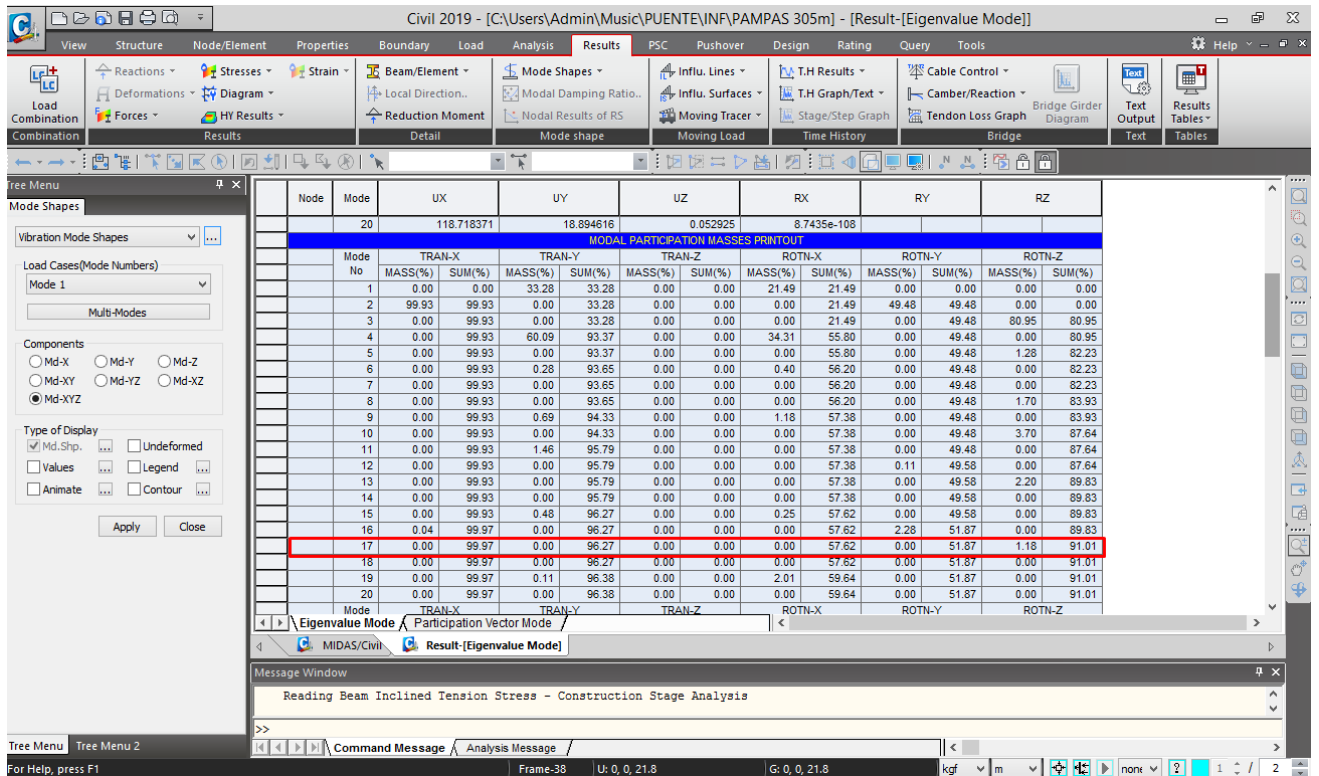 Civil 2019 - [C:\Users\Admin\Music\PUENTE\INF\PAMPAS 305m] - [Result-[Eigenvalue Mode]]
View Structure Node/Element Properties Boundary Load Analysis Results PSC Pushover Design Rating Query Tools Help
Reactions Stresses Strain Beam/Element Mode Shapes Influ. Lines T.H Results Cable Control
Deformations Diagram Local Direction.. Modal Damping Ratio.. Influ. Surfaces T.H Graph/Text Camber/Reaction
Load Combination Forces HY Results Reduction Moment Nodal Results of RS Moving Tracer Stage/Step Graph Tendon Loss Graph Bridge Girder Diagram Text Output Results Tables
Combination Results Detail Mode shape Moving Load Time History Bridge Text Tables
Tree Menu
Mode Shapes
Vibration Mode Shapes ...
Load Cases(Mode Numbers)
Mode 1
Multi-Modes
Components
Md-X Md-Y Md-Z
Md-XY Md-YZ Md-XZ
Md-XYZ
Type of Display
Md.Shp. ... Undeformed
Values ... Legend ...
Animate ... Contour ...
Apply Close
Node Mode UX UY UZ RX RY RZ
20 118.718371 18.894616 0.052925 8.7435e-108
MODAL PARTICIPATION MASSES PRINTOUT
Mode TRAN-X TRAN-Y TRAN-Z ROTN-X ROTN-Y ROTN-Z
No MASS(%) SUM(%) MASS(%) SUM(%) MASS(%) SUM(%) MASS(%) SUM(%) MASS(%) SUM(%) MASS(%) SUM(%)
1 0.00 0.00 33.28 33.28 0.00 0.00 21.49 21.49 0.00 0.00 0.00 0.00
2 99.93 99.93 0.00 33.28 0.00 0.00 0.00 21.49 49.48 49.48 0.00 0.00
3 0.00 99.93 0.00 33.28 0.00 0.00 0.00 21.49 0.00 49.48 80.95 80.95
4 0.00 99.93 60.09 93.37 0.00 0.00 34.31 55.80 0.00 49.48 0.00 80.95
5 0.00 99.93 0.00 93.37 0.00 0.00 0.00 55.80 0.00 49.48 1.28 82.23
6 0.00 99.93 0.28 93.65 0.00 0.00 0.40 56.20 0.00 49.48 0.00 82.23
7 0.00 99.93 0.00 93.65 0.00 0.00 0.00 56.20 0.00 49.48 0.00 82.23
8 0.00 99.93 0.00 93.65 0.00 0.00 0.00 56.20 0.00 49.48 1.70 83.93
9 0.00 99.93 0.69 94.33 0.00 0.00 1.18 57.38 0.00 49.48 0.00 83.93
10 0.00 99.93 0.00 94.33 0.00 0.00 0.00 57.38 0.00 49.48 3.70 87.64
11 0.00 99.93 1.46 95.79 0.00 0.00 0.00 57.38 0.00 49.48 0.00 87.64
12 0.00 99.93 0.00 95.79 0.00 0.00 0.00 57.38 0.11 49.58 0.00 87.64
13 0.00 99.93 0.00 95.79 0.00 0.00 0.00 57.38 0.00 49.58 2.20 89.83
14 0.00 99.93 0.00 95.79 0.00 0.00 0.00 57.38 0.00 49.58 0.00 89.83
15 0.00 99.93 0.48 96.27 0.00 0.00 0.25 57.62 0.00 49.58 0.00 89.83
16 0.04 99.97 0.00 96.27 0.00 0.00 0.00 57.62 2.28 51.87 0.00 89.83
17 0.00 99.97 0.00 96.27 0.00 0.00 0.00 57.62 0.00 51.87 1.18 91.01
18 0.00 99.97 0.00 96.27 0.00 0.00 0.00 57.62 0.00 51.87 0.00 91.01
19 0.00 99.97 0.11 96.38 0.00 0.00 2.01 59.64 0.00 51.87 0.00 91.01
20 0.00 99.97 0.00 96.38 0.00 0.00 0.00 59.64 0.00 51.87 0.00 91.01
Mode TRAN-X TRAN-Y TRAN-Z ROTN-X ROTN-Y ROTN-Z
Eigenvalue Mode Participation Vector Mode
MIDAS/Civil Result-[Eigenvalue Mode]
Message Window
Reading Beam Inclined Tension Stress - Construction Stage Analysis
>>
Tree Menu Tree Menu 2 Command Message Analysis Message
For Help, press F1 Frame-38 U: 0, 0, 21.8 G: 0, 0, 21.8 kgf m none ? 1 / 2